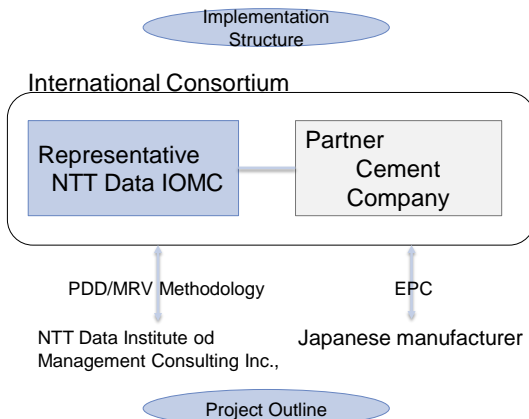 Implementation
Structure
International Consortium
Representative
NTT Data IOMC
Partner
Cement
Company
PDD/MRV Methodology
EPC
NTT Data Institute od
Management Consulting Inc.,
Japanese manufacturer
Project Outline